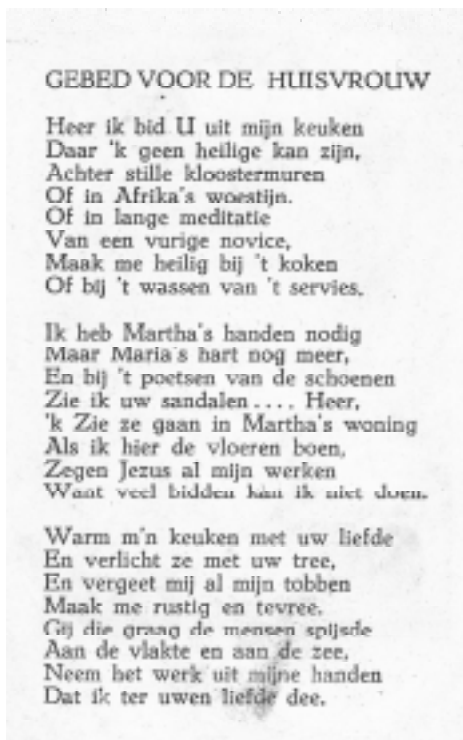 GEBED VOOR DE HUISVROUW
Heer ik bid U uit mijn keuken
Daar 'k geen heilige kan zijn,
Achter stille kloostermuren
Of in Afrika's woestijn.
Of in lange meditatie
Van een vurige novice,
Maak me heilig bij 't koken
Of bij 't wassen van 't servies.
Ik heb Martha's handen nodig
Maar Maria's hart nog meer,
En bij 't poetsen van de schoenen
Zie ik uw sandalen.... Heer,
'k Zie ze gaan in Martha's woning
Als ik hier de vloeren boen,
Zegen Jezus al mijn werken
Want veel bidden kan ik niet doen.
Warm m'n keuken met uw liefde
En verlicht ze met uw tree,
En vergeet mij al mijn tobben
Maak me rustig en tevree.
Gij die graag de mensen spijsde
Aan de vlakte en aan de zee,
Neem het werk uit mijne handen
Dat ik ter uwen liefde dee.